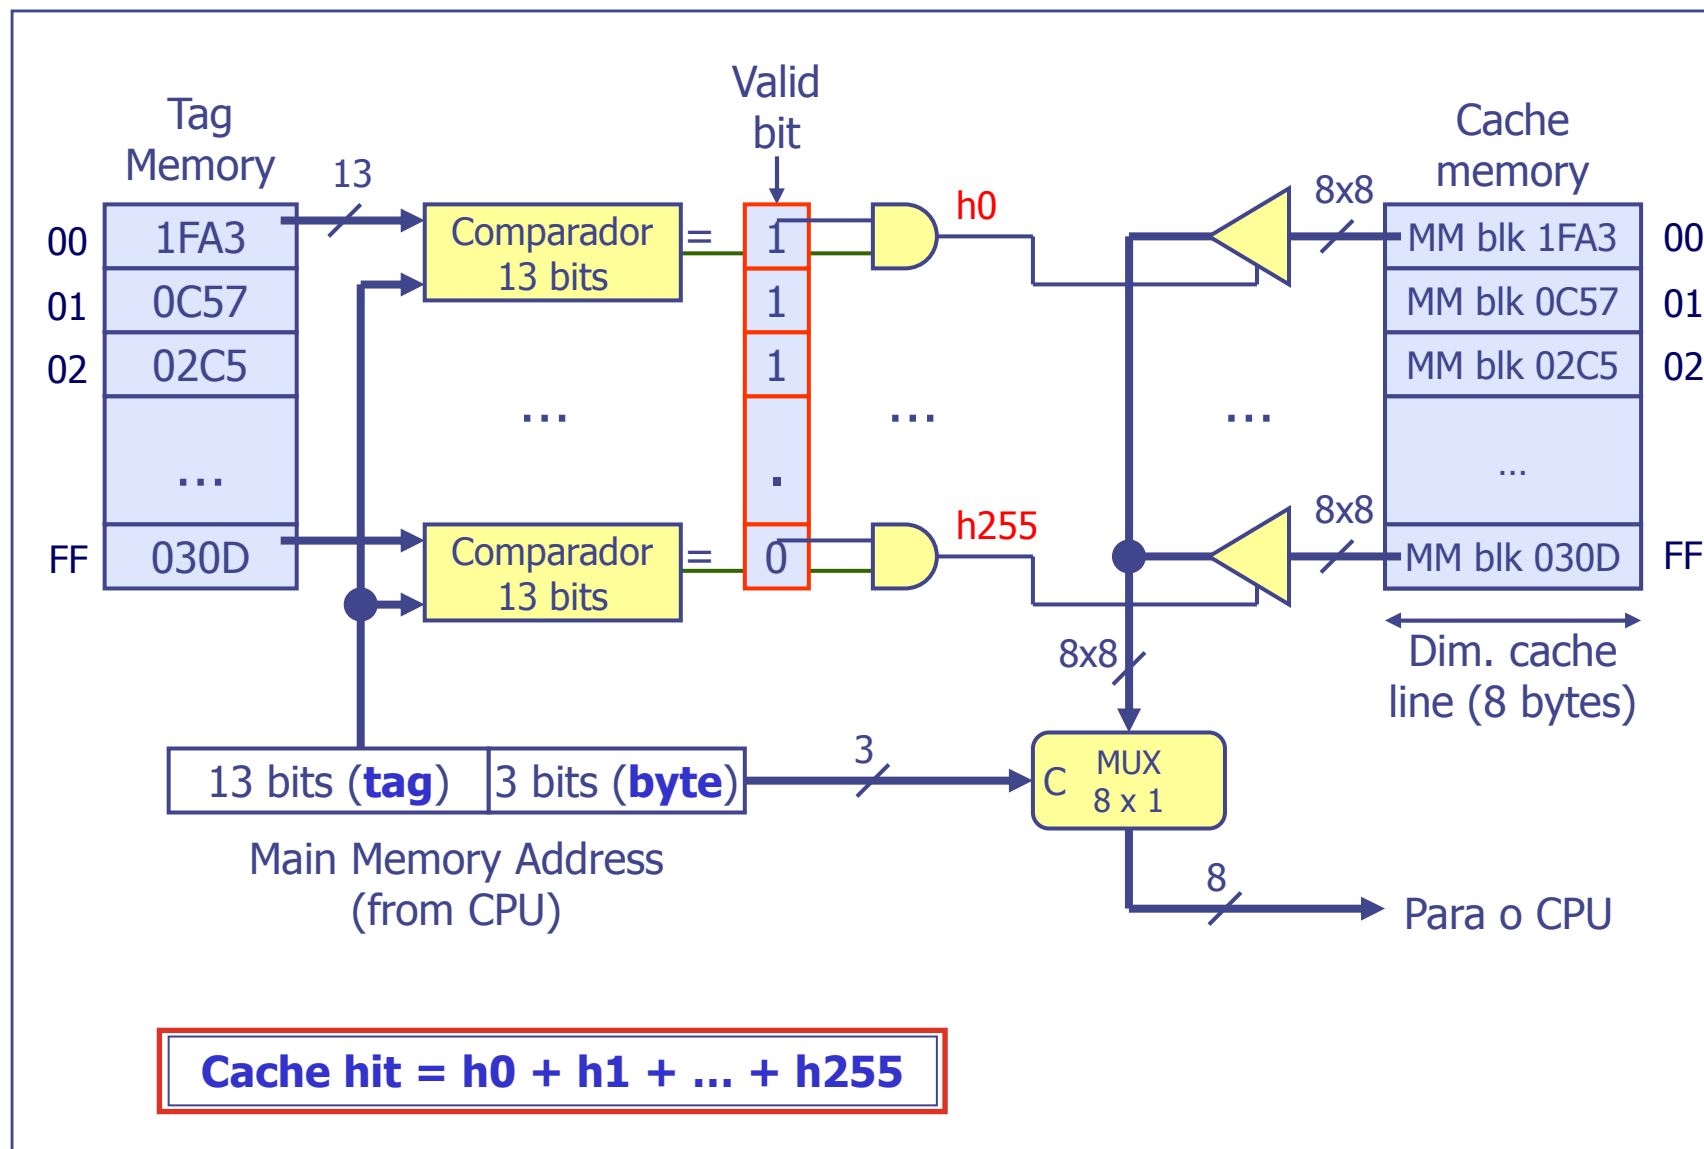 Valid
bit
Tag
Memory
Cache
memory
13
8x8
h0
00
1FA3
Comparador
13 bits
=
1
MM blk 1FA3
00
01
0C57
1
MM blk 0C57
01
02
02C5
1
MM blk 02C5
02
...
...
...
...
.
...
FF
030D
Comparador
13 bits
=
0
h255
8x8
MM blk 030D
FF
8x8
Dim. cache
line (8 bytes)
13 bits (tag)
3 bits (byte)
3
C
MUX
8 x 1
Main Memory Address
(from CPU)
8
Para o CPU
Cache hit = h0 + h1 + ... + h255